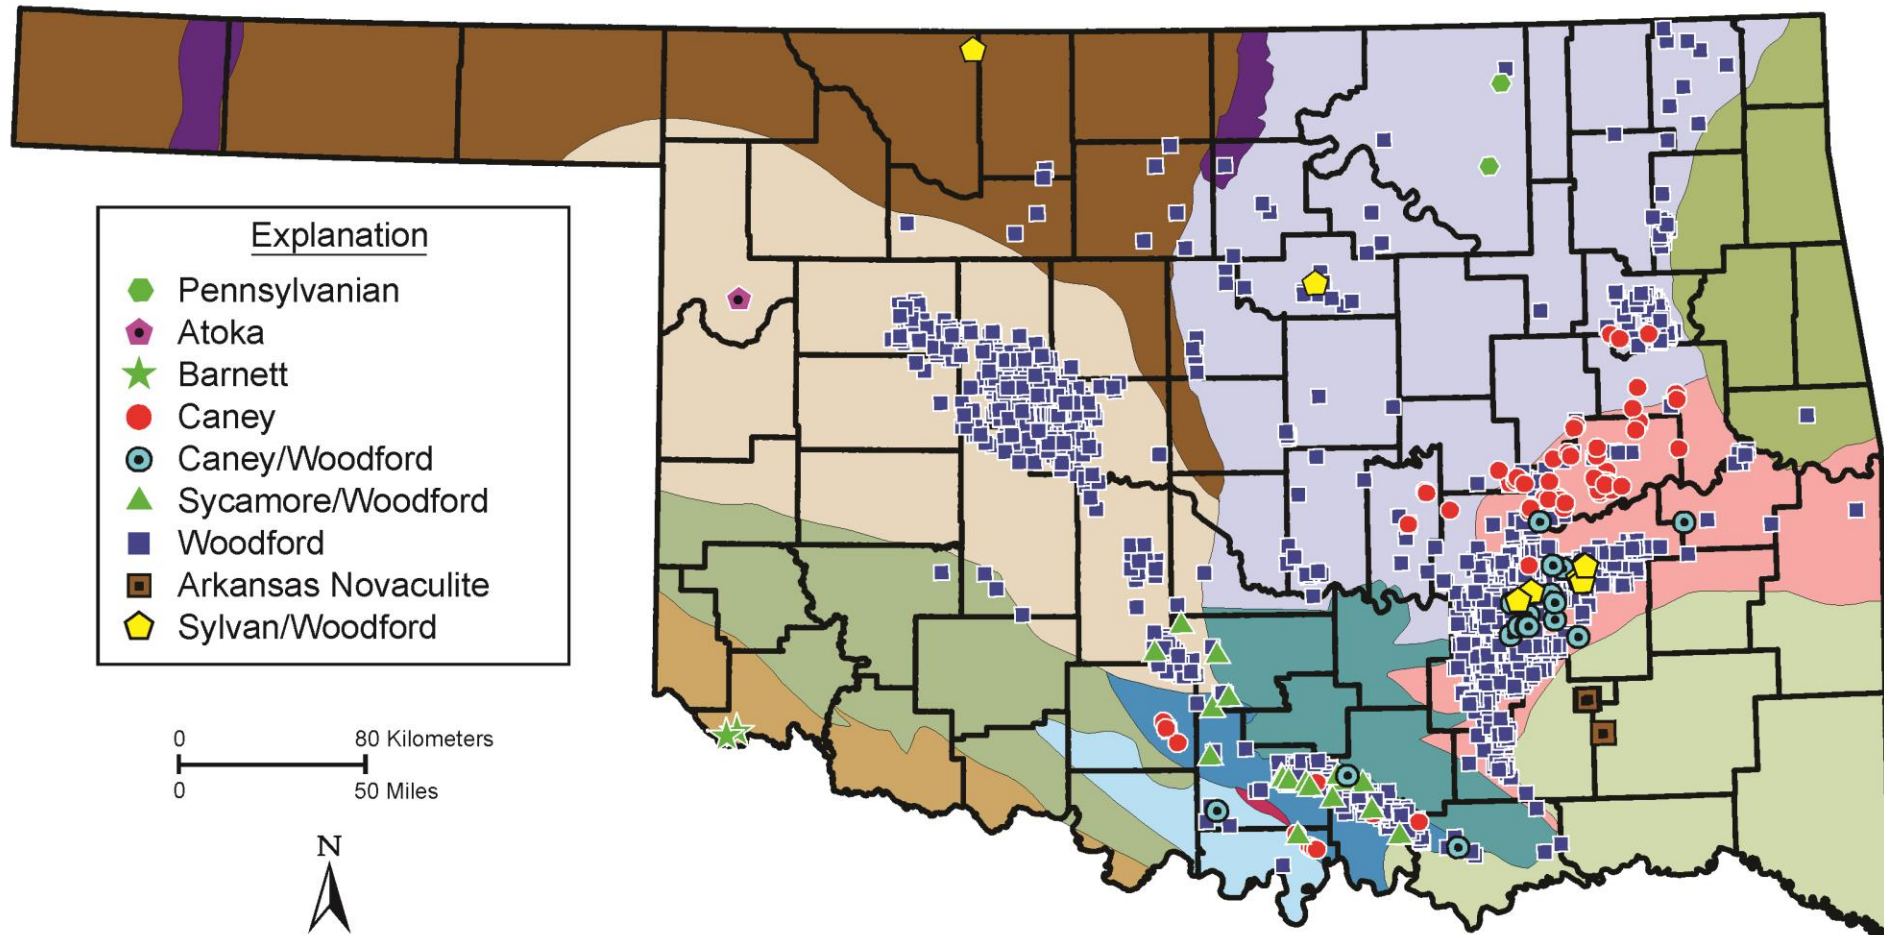 Explanation
Pennsylvanian
Atoka
Barnett
Caney
Caney/Woodford
Sycamore/Woodford
Woodford
Arkansas Novaculite
Sylvan/Woodford
0 80 Kilometers
0 50 Miles
N